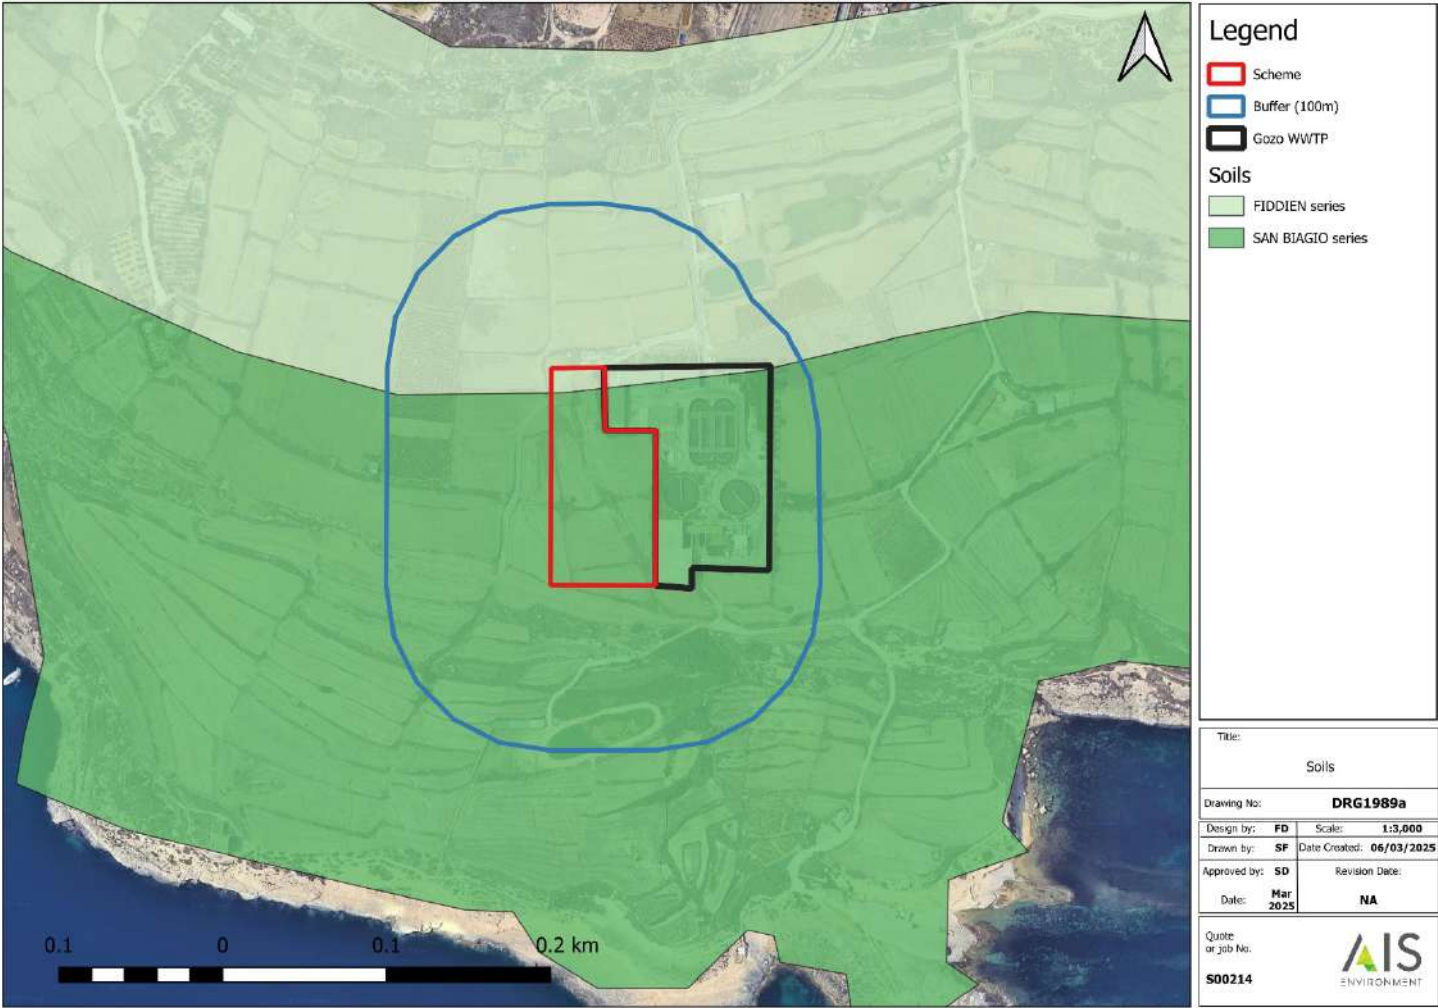 Legend
Scheme
Buffer (100m)
Gozo WWTP
Soils
FIDDIEN series
SAN BIAGIO series
0.1 0 0.1 0.2 km
Title:
Soils
Drawing No: DRG1989a
Design by: FD Scale: 1:3,000
Drawn by: SF Date Created: 06/03/2025
Approved by: SD Revision Date:
Date: Mar 2025 NA
Quote
or job No.
S00214
AIS
ENVIRONMENT